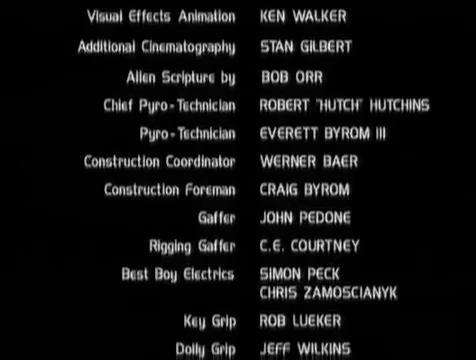 Visual Effects Animation KEN WALKER
Additional Cinematography STAN GILBERT
Alien Scripture by BOB ORR
Chief Pyro-Technician ROBERT "HUTCH" HUTCHINS
Pyro-Technician EVERETT BYROM III
Construction Coordinator WERNER BAER
Construction Foreman CRAIG BYROM
Gaffer JOHN PEDONE
Rigging Gaffer C.E. COURTNEY
Best Boy Electrics SIMON PECK
CHRIS ZAMOSCIANYK
Key Grip ROB LUEKER
Dolly Grip JEFF WILKINS